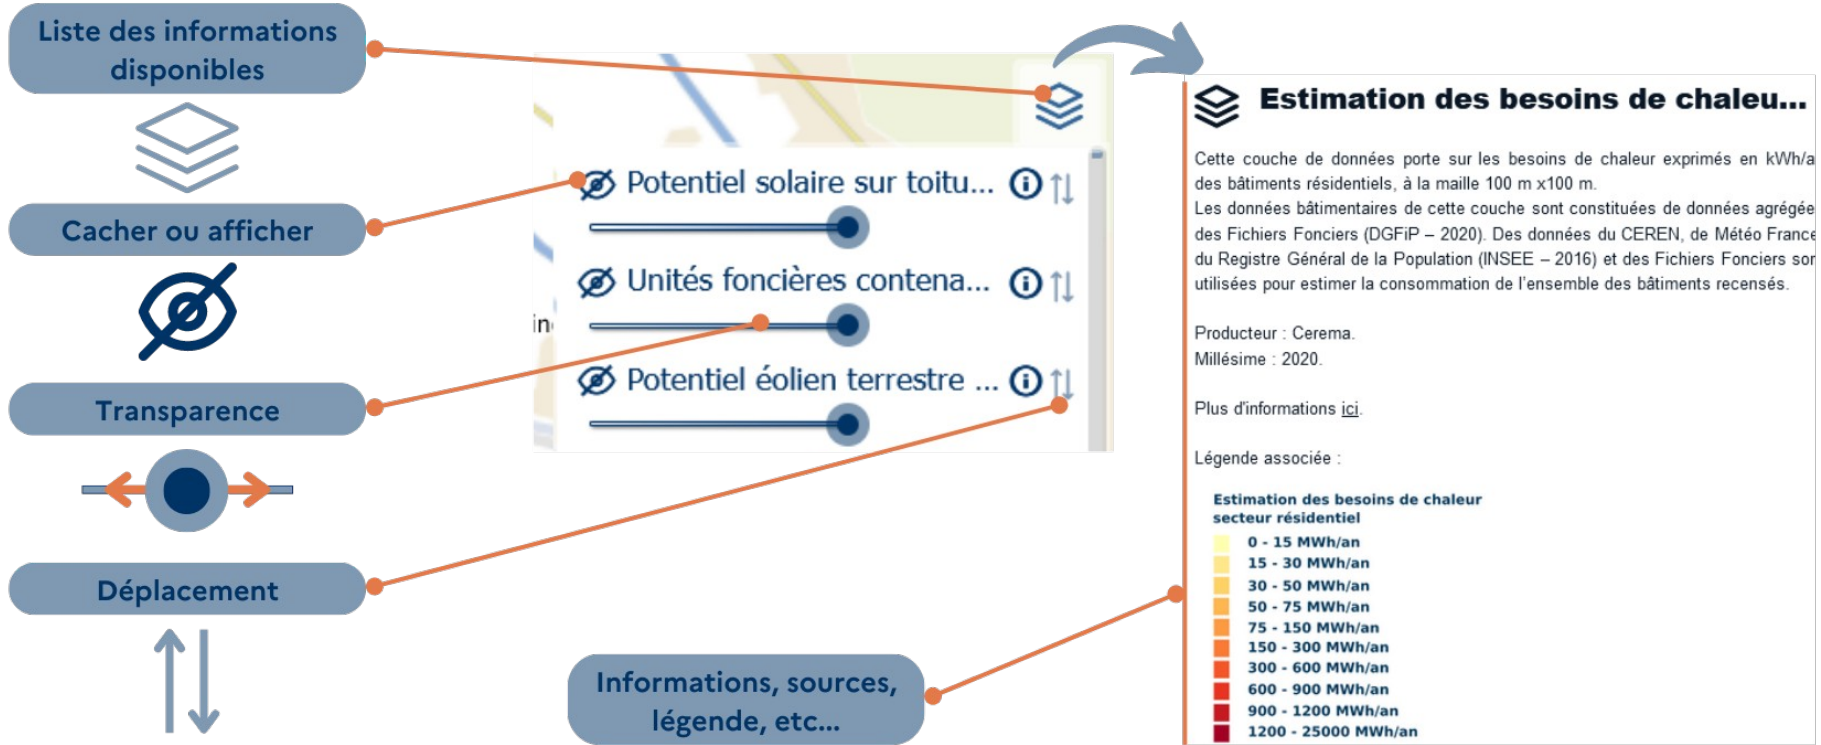 Liste des informations
disponibles
Cacher ou afficher
Transparence
Déplacement
Potentiel solaire sur toitu...
Unités foncières contena...
in
Potentiel éolien terrestre ...
Informations, sources,
légende, etc...
Estimation des besoins de chaleu...
Cette couche de données porte sur les besoins de chaleur exprimés en kWh/a
des bâtiments résidentiels, à la maille 100 m x100 m.
Les données bâtimentaires de cette couche sont constituées de données agrégée
des Fichiers Fonciers (DGFiP – 2020). Des données du CEREN, de Météo France
du Registre Général de la Population (INSEE – 2016) et des Fichiers Fonciers sor
utilisées pour estimer la consommation de l'ensemble des bâtiments recensés.
Producteur : Cerema.
Millésime : 2020.
Plus d'informations ici.
Légende associée :
Estimation des besoins de chaleur
secteur résidentiel
0 - 15 MWh/an
15 - 30 MWh/an
30 - 50 MWh/an
50 - 75 MWh/an
75 - 150 MWh/an
150 - 300 MWh/an
300 - 600 MWh/an
600 - 900 MWh/an
900 - 1200 MWh/an
1200 - 25000 MWh/an